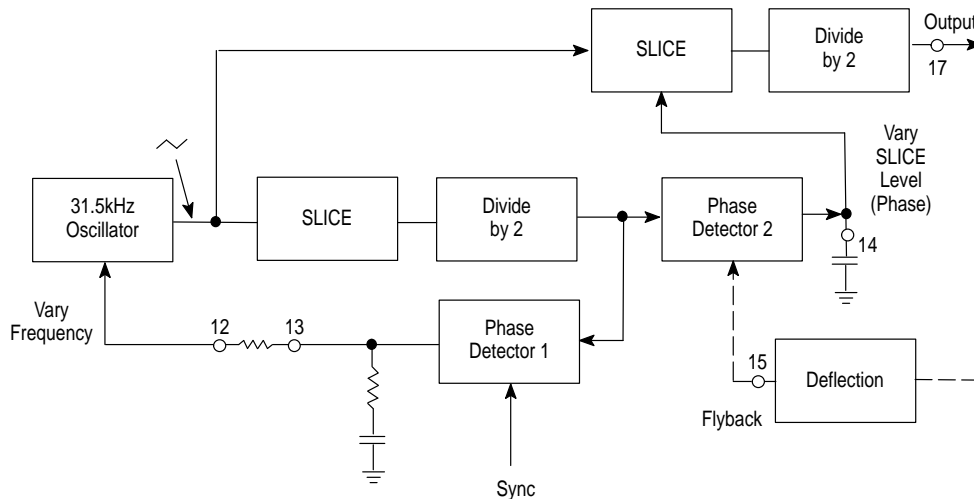 SLICE
Divide
by 2
Output
17
Vary
SLICE
Level
(Phase)
31.5kHz
Oscillator
SLICE
Divide
by 2
Phase
Detector 2
14
Vary
Frequency
12
13
Phase
Detector 1
15
Deflection
Flyback
Sync